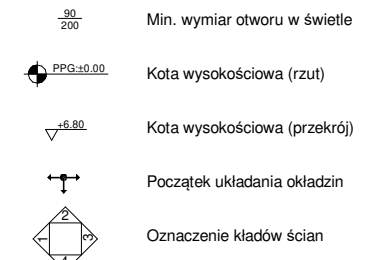 90
200
Min. wymiar otworu w świetle
PPG:±0.00
Kota wysokościowa (rzut)
+6.80
Kota wysokościowa (przekrój)
Początek układania okładzin
2
1
3
Oznaczenie kładów ścian
4